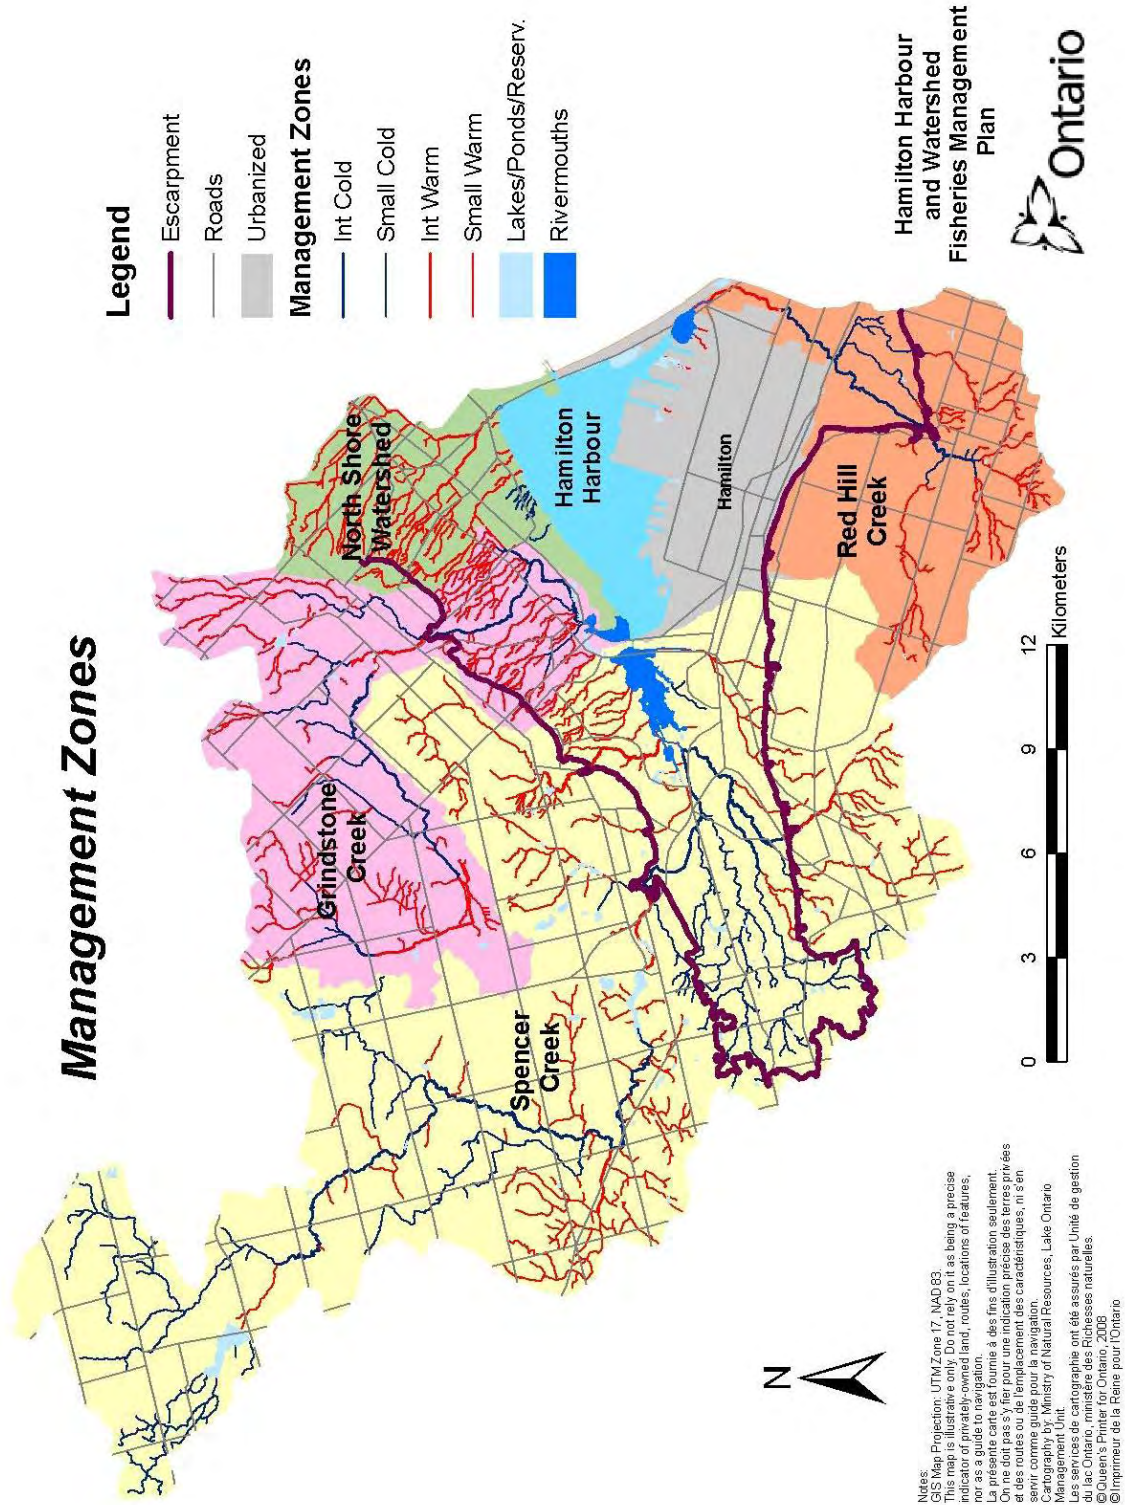 Management Zones
Legend
Escarpment
Roads
Urbanized
Management Zones
Int Cold
Small Cold
Int Warm
Small Warm
Lakes/Ponds/Reserv.
Rivermouths
North Shore
Watershed
Grindstone
Creek
Hamilton
Harbour
Spencer
Creek
Hamilton
Red Hill
Creek
N
0
3
6
9
12
Kilometers
Hamilton Harbour
and Watershed
Fisheries Management
Plan
Ontario
Notes:
GIS Map Projection: UTM Zone 17, NAD 83.
This map is illustrative only. Do not rely on it as being a precise
indicator of privately-owned land, routes, locations of features,
nor as a guide to navigation.
La présente carte est fournie à des fins d'illustration seulement.
On ne doit pas s'y fier pour une indication précise des terres privées
et des routes ou de l'emplacement des caractéristiques, ni s'en
servir comme guide pour la navigation.
Cartography by: Ministry of Natural Resources, Lake Ontario
Management Unit.
Les services de cartographie ont été assurés par Unité de gestion
du lac Ontario, ministère des Richesses naturelles.
©Queen's Printer for Ontario, 2008
©Imprimeur de la Reine pour l'Ontario